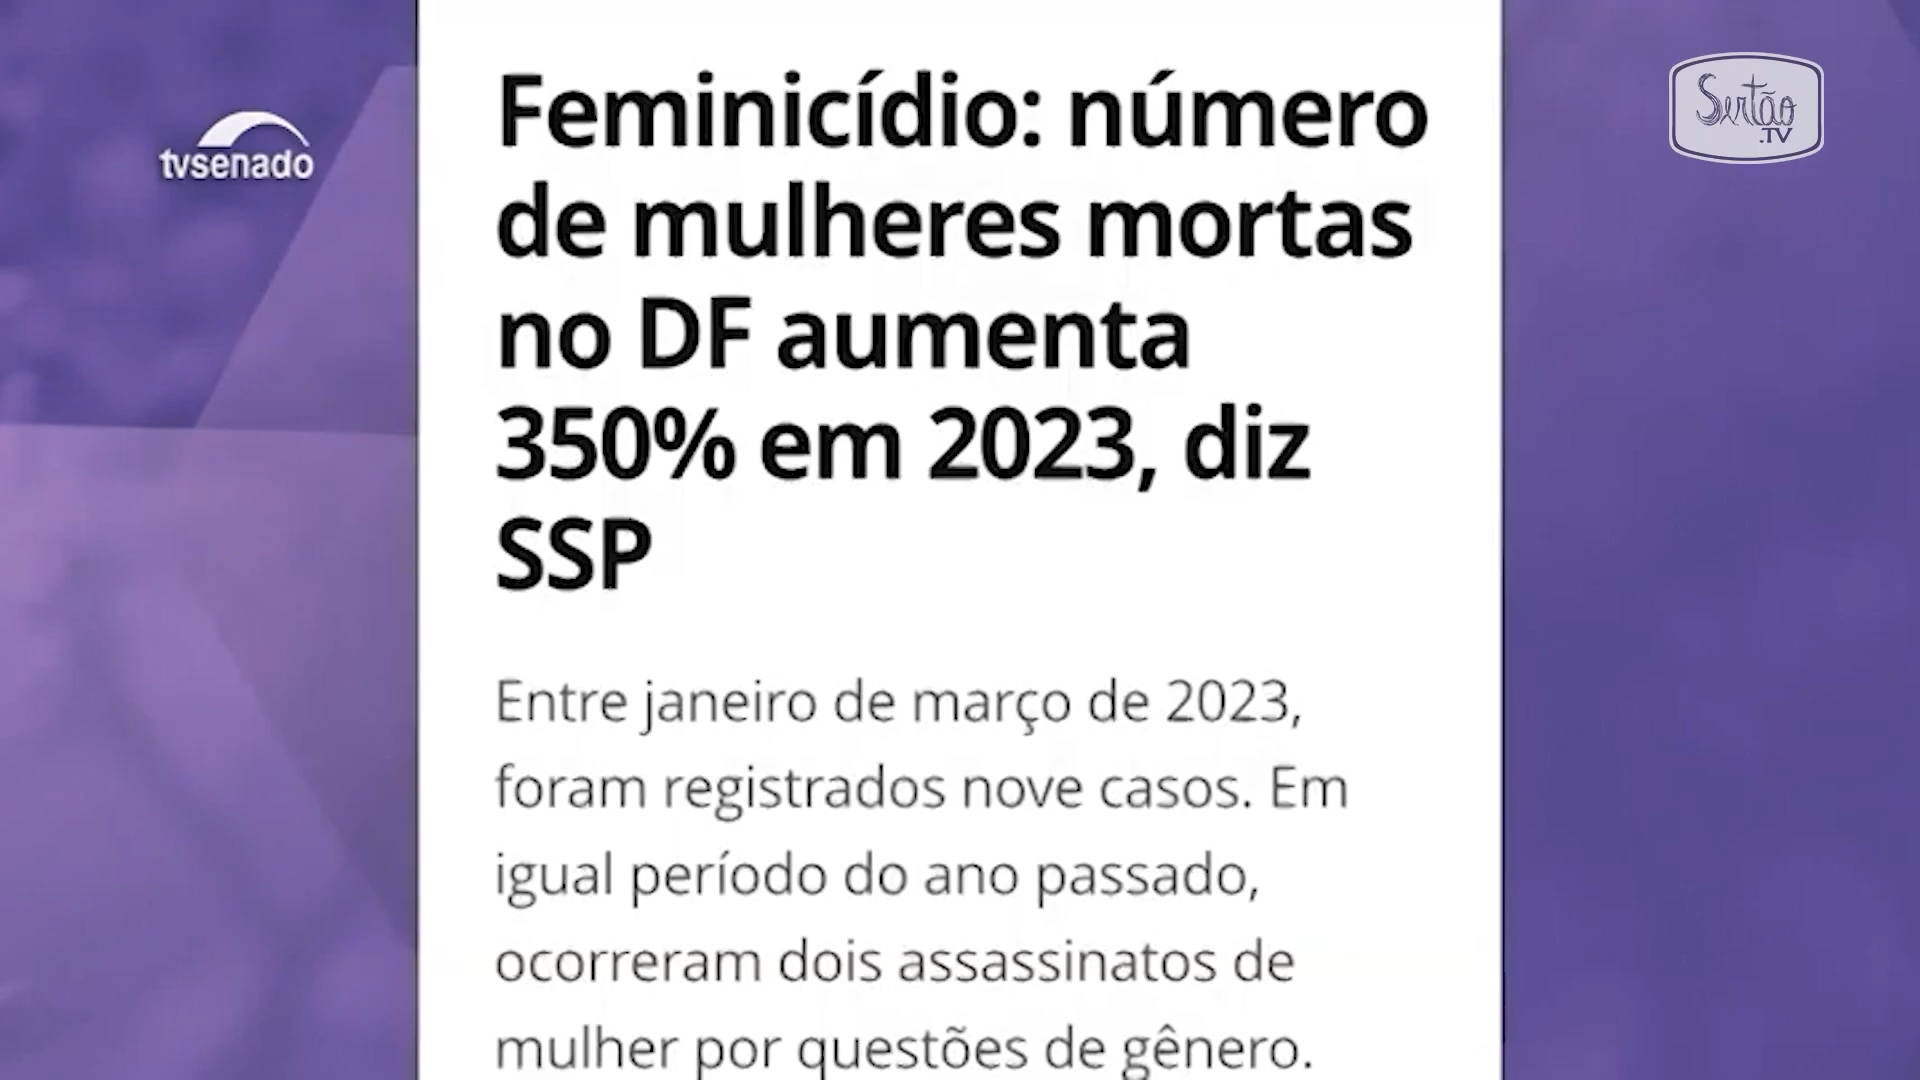 tvsenado
Sertão
.TV
Feminicídio: número
de mulheres mortas
no DF aumenta
350% em 2023, diz
SSP
Entre janeiro de março de 2023,
foram registrados nove casos. Em
igual período do ano passado,
ocorreram dois assassinatos de
mulher por questões de gênero.